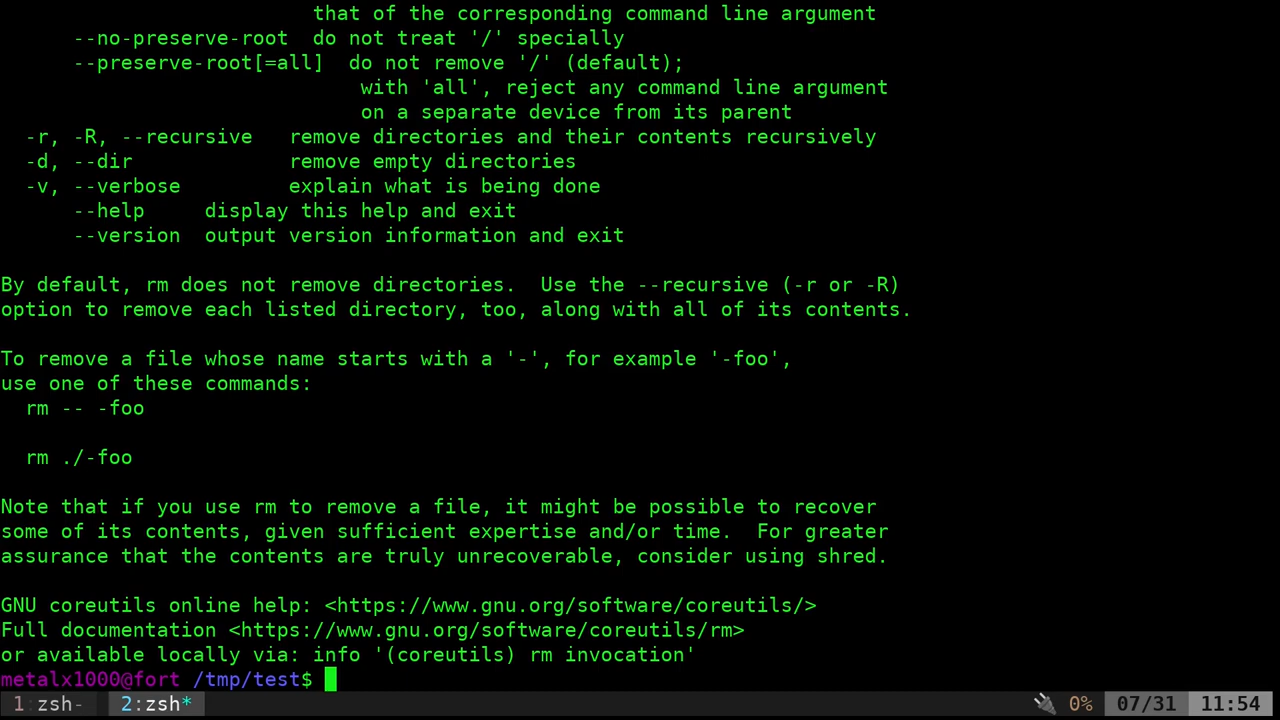 that of the corresponding command line argument
      --no-preserve-root  do not treat '/' specially
      --preserve-root[=all]  do not remove '/' (default);
                              with 'all', reject any command line argument
                              on a separate device from its parent
  -r, -R, --recursive   remove directories and their contents recursively
  -d, --dir             remove empty directories
  -v, --verbose         explain what is being done
      --help     display this help and exit
      --version  output version information and exit

By default, rm does not remove directories.  Use the --recursive (-r or -R)
option to remove each listed directory, too, along with all of its contents.

To remove a file whose name starts with a '-', for example '-foo',
use one of these commands:
  rm -- -foo

  rm ./-foo

Note that if you use rm to remove a file, it might be possible to recover
some of its contents, given sufficient expertise and/or time.  For greater
assurance that the contents are truly unrecoverable, consider using shred.

GNU coreutils online help: <https://www.gnu.org/software/coreutils/>
Full documentation <https://www.gnu.org/software/coreutils/rm>
or available locally via: info '(coreutils) rm invocation'
metalx1000@fort /tmp/test$
1:zsh-  2:zsh*  0%  07/31  11:54